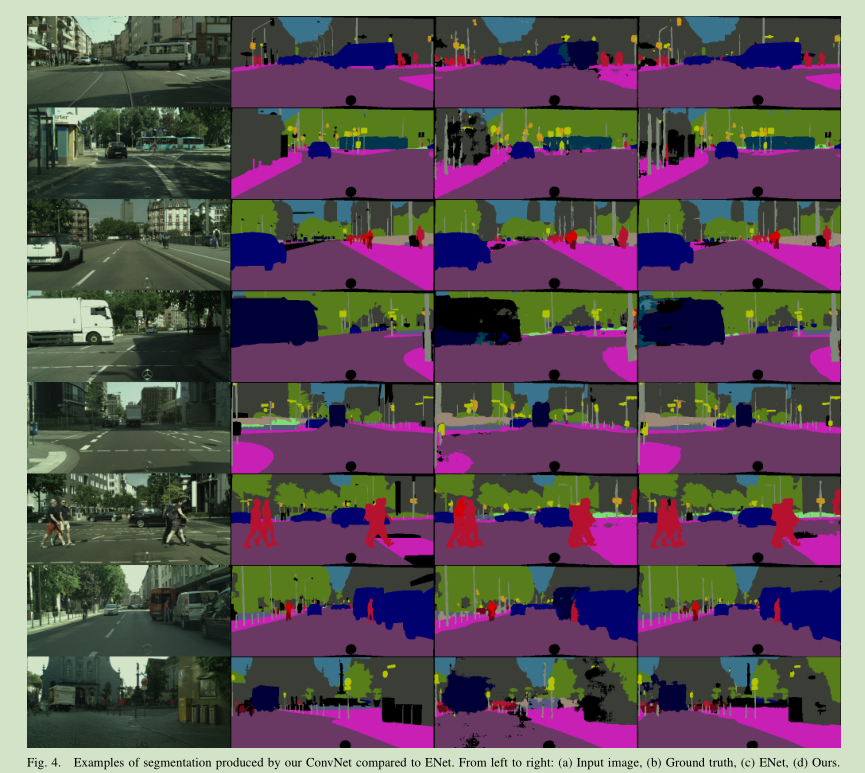 Fig. 4. Examples of segmentation produced by our ConvNet compared to ENet. From left to right: (a) Input image, (b) Ground truth, (c) ENet, (d) Ours.